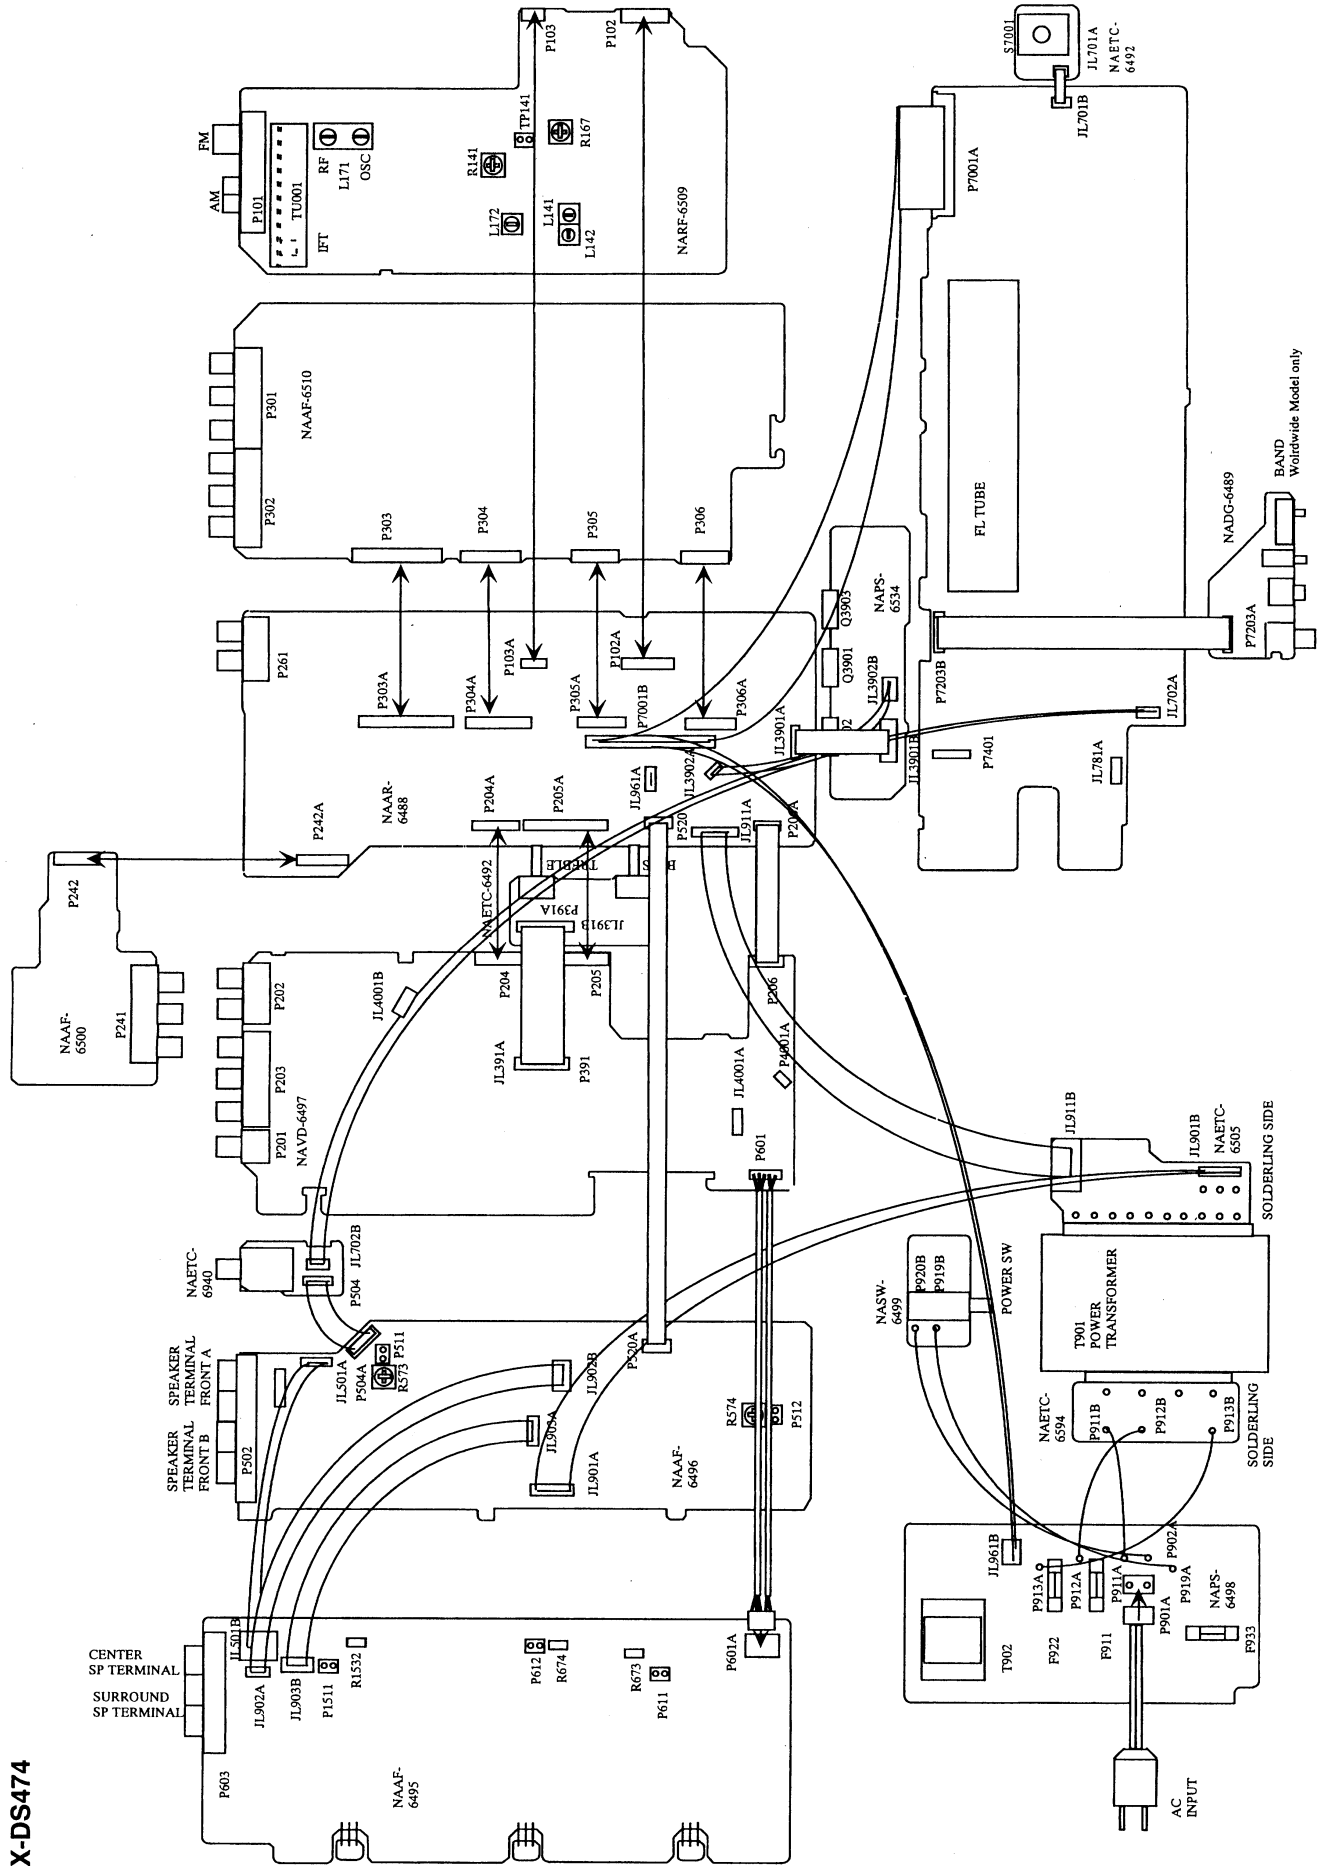 X-DS474
P103
P102
FM
AM
P101
TU001
IFT
RF
L171
OSC
R141
TP141
R167
L172
L141
L142
NARF-6509
S7001
JL701A
NAETC-
6492
JL701B
P7001A
P301
P302
NAAF-6510
P303
P304
P305
P306
FL TUBE
BAND
Wolrdwide Model only
NADG-6489
P7203A
P7203B
NAPS-
6534
Q3903
Q3901
JL3902B
JL3901A
JL3901B
JL3902A
P7401
JL702A
JL781A
P261
P303A
P304A
P103A
P305A
P102A
P7001B
P306A
NAAR-
6488
P242A
P204A
P205A
JL961A
P520
JL911A
P242
NAAF-
6500
P241
NAETC-6492
TREBLE
P391A
JL391B
P202
P203
P201
NAVD-6497
JL4001B
P204
P205
P206
JL391A
P391
JL4001A
P4001A
P601
NAETC-
6940
JL702B
P504
JL911B
JL901B
NAETC-
6505
SOLDERLING SIDE
T901
POWER
TRANSFORMER
NASW-
6499
P920B
P919B
POWER SW
NAETC-
6594
P911B
P912B
P913B
SOLDERLING
SIDE
SPEAKER
TERMINAL
FRONT A
SPEAKER
TERMINAL
FRONT B
P502
JL501A
P504A
P511
R573
JL902B
JL903A
JL901A
P520A
R574
P512
NAAF-
6496
CENTER
SP TERMINAL
SURROUND
SP TERMINAL
P603
JL501B
JL902A
JL903B
P1511
R1532
P612
R674
R673
P611
P601A
NAAF-
6495
JL961B
P913A
P912A
P911A
P902A
P919A
P901A
NAPS-
6498
T902
F922
F911
F933
AC
INPUT